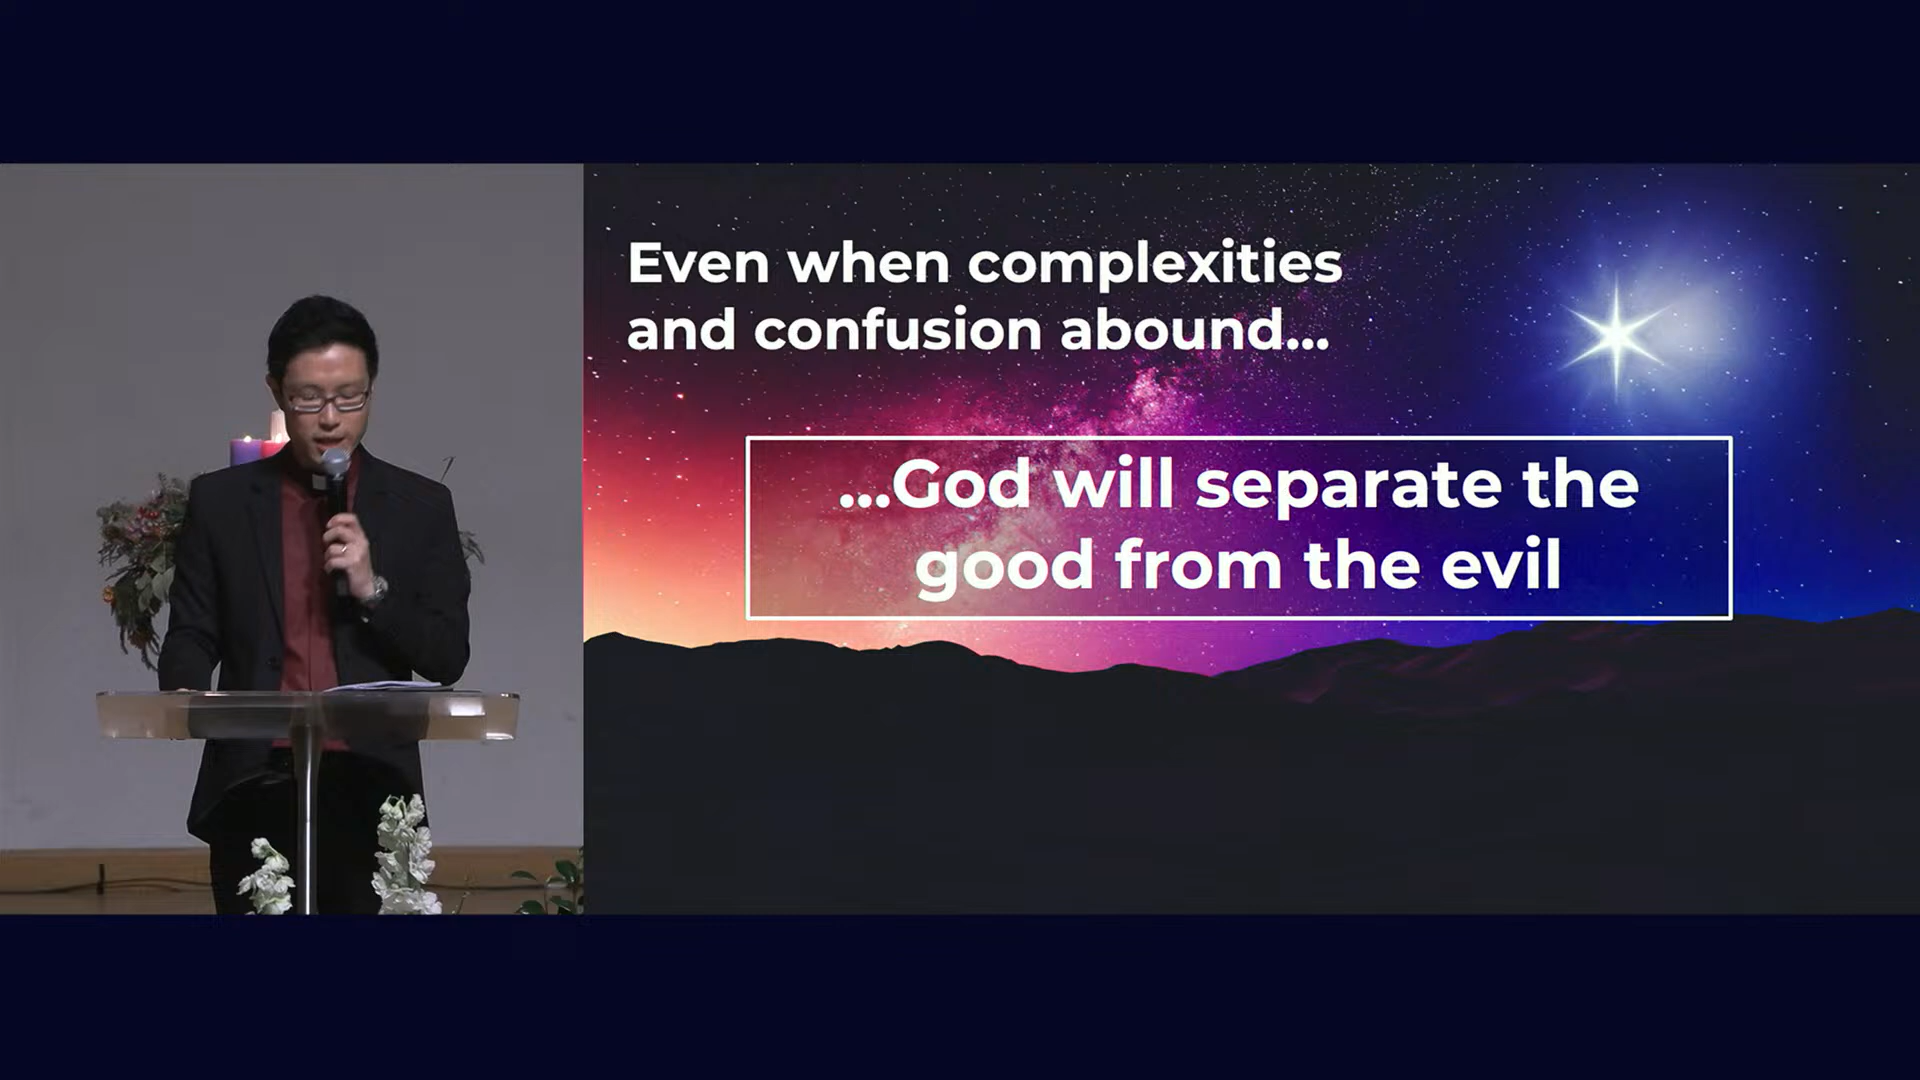 Even when complexities
and confusion abound...
...God will separate the
good from the evil